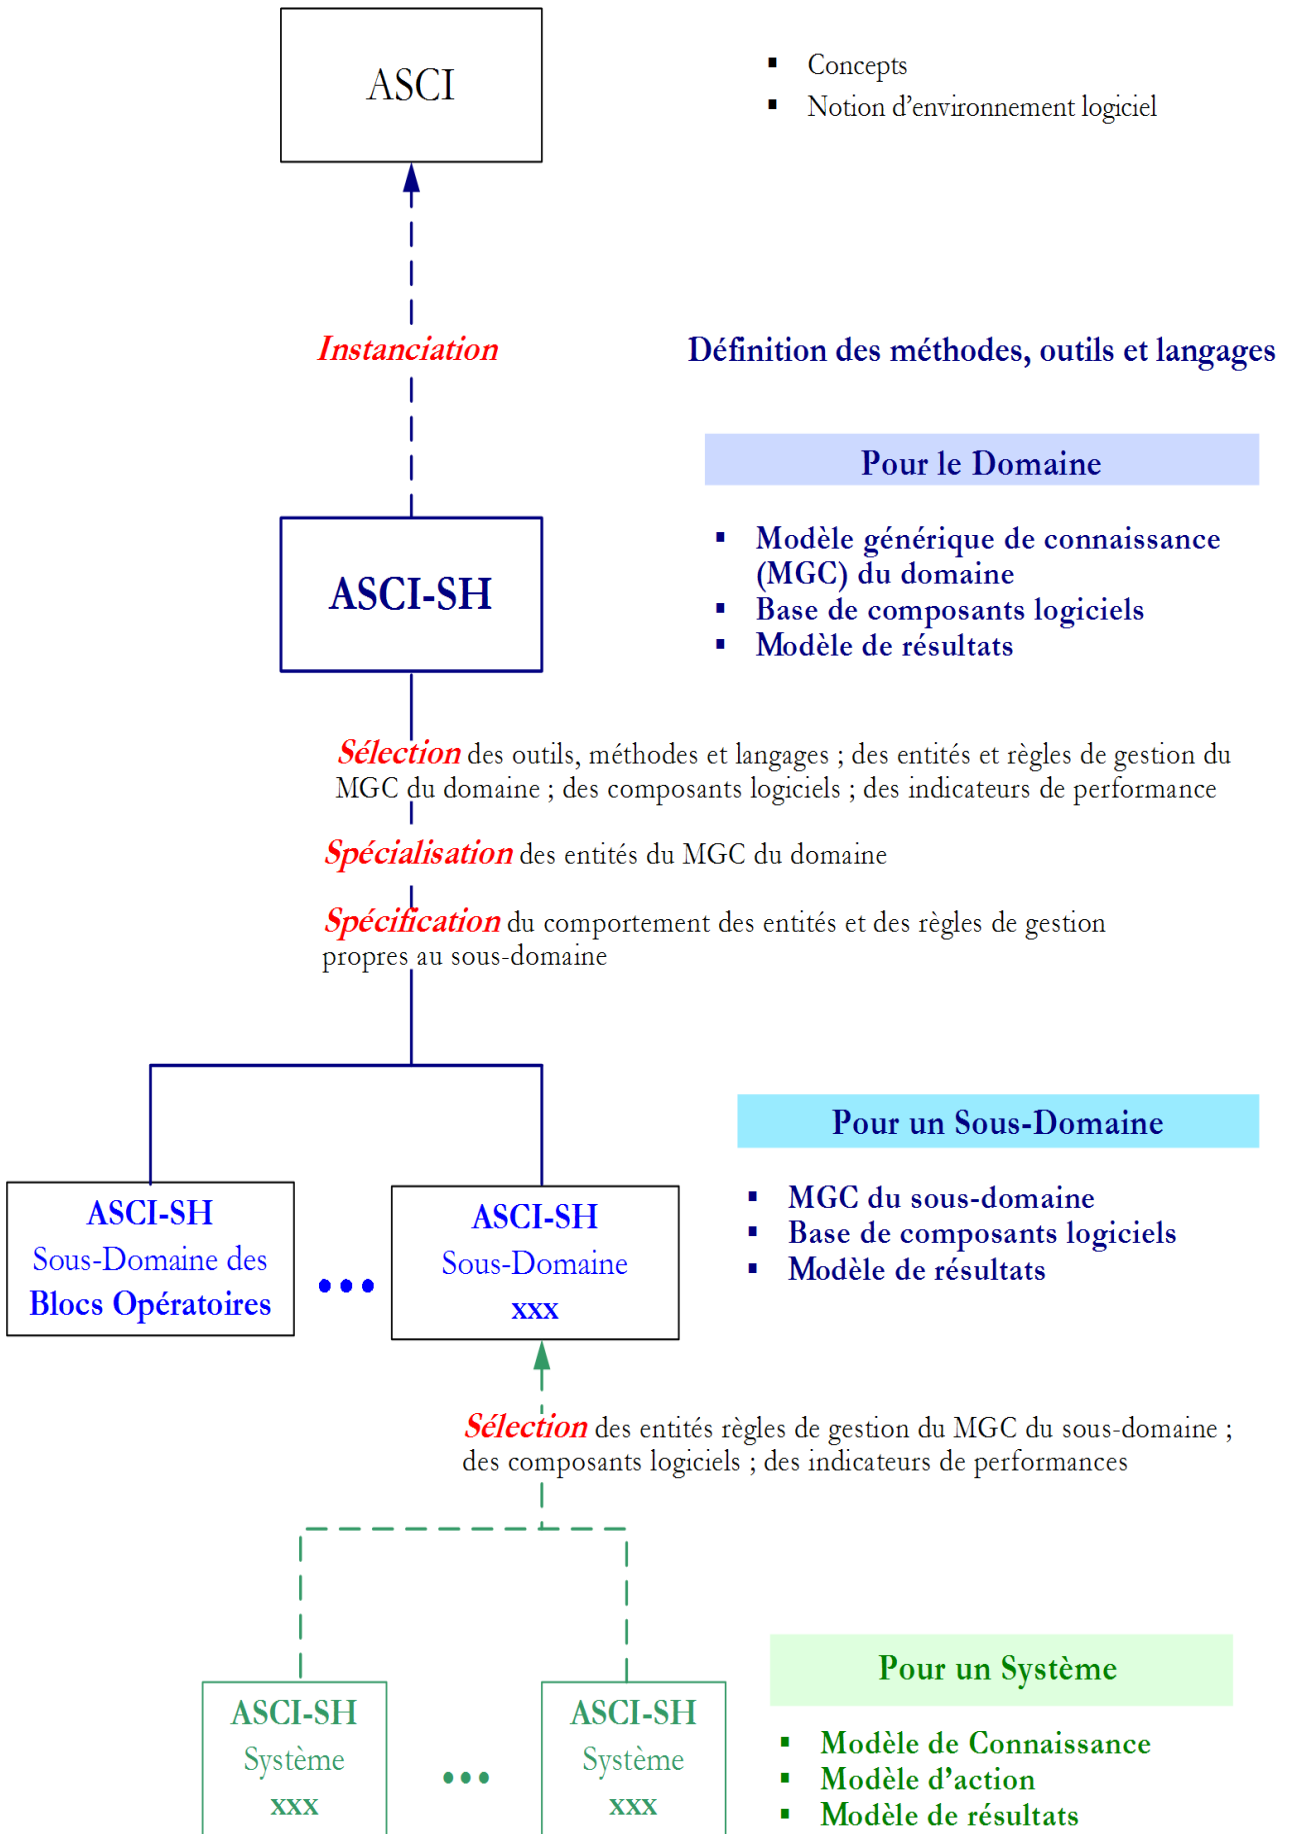 ASCI
▪ Concepts
▪ Notion d'environnement logiciel
Instanciation
Définition des méthodes, outils et langages
Pour le Domaine
▪ Modèle générique de connaissance
(MGC) du domaine
▪ Base de composants logiciels
▪ Modèle de résultats
ASCI-SH
Sélection des outils, méthodes et langages ; des entités et règles de gestion du
MGC du domaine ; des composants logiciels ; des indicateurs de performance
Spécialisation des entités du MGC du domaine
Spécification du comportement des entités et des règles de gestion
propres au sous-domaine
Pour un Sous-Domaine
▪ MGC du sous-domaine
▪ Base de composants logiciels
▪ Modèle de résultats
ASCI-SH
Sous-Domaine des
Blocs Opératoires
•••
ASCI-SH
Sous-Domaine
xxx
Sélection des entités règles de gestion du MGC du sous-domaine ;
des composants logiciels ; des indicateurs de performances
Pour un Système
▪ Modèle de Connaissance
▪ Modèle d'action
▪ Modèle de résultats
ASCI-SH
Système
xxx
•••
ASCI-SH
Système
xxx